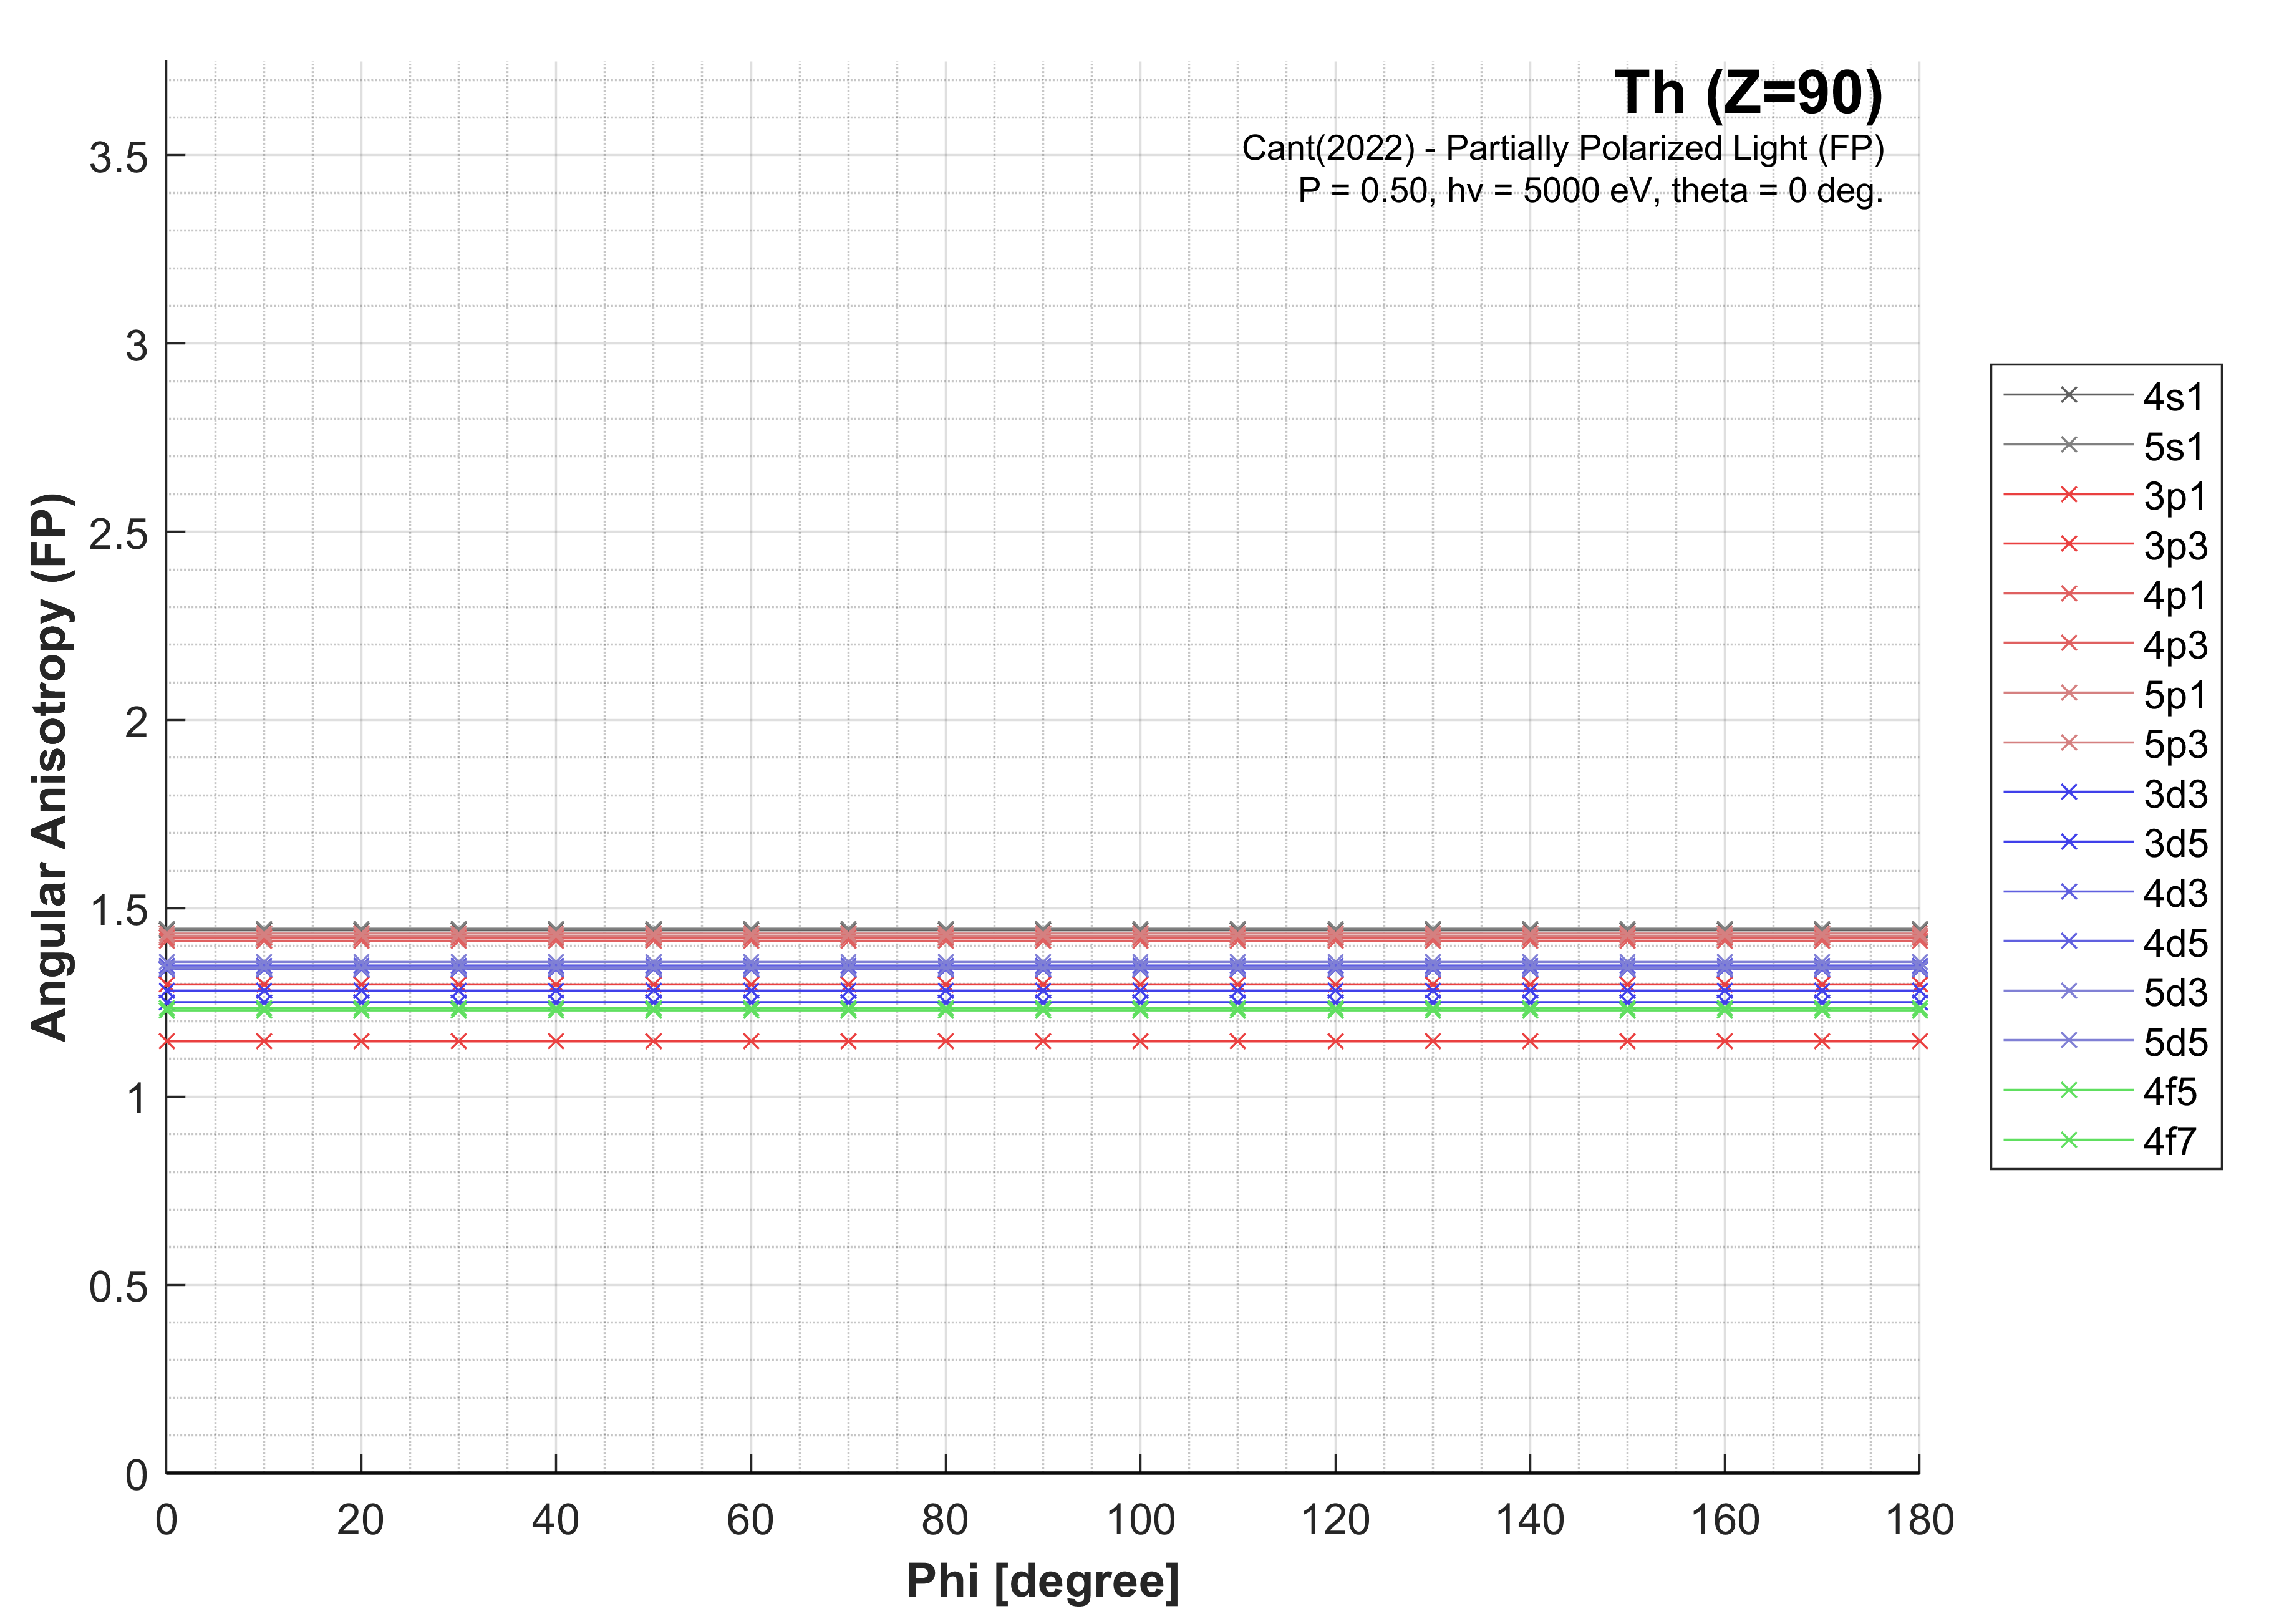 Th (Z=90)
Cant(2022) - Partially Polarized Light (FP)
P = 0.50, hv = 5000 eV, theta = 0 deg.
Angular Anisotropy (FP)
3.5
3
2.5
2
1.5
1
0.5
0
0 20 40 60 80 100 120 140 160 180
Phi [degree]
4s1
5s1
3p1
3p3
4p1
4p3
5p1
5p3
3d3
3d5
4d3
4d5
5d3
5d5
4f5
4f7